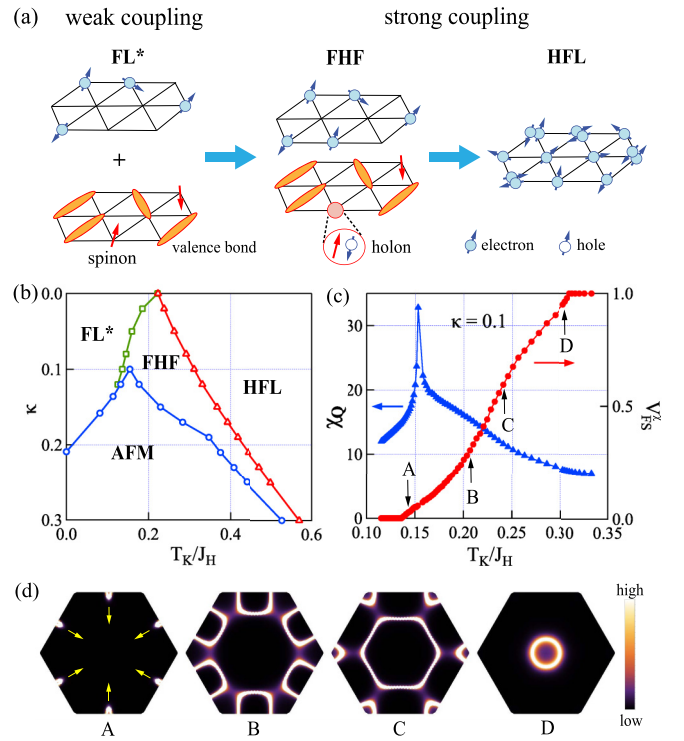 (a) weak coupling strong coupling
FL* FHF HFL
+
spinon valence bond holon electron hole
(b)
0.0
0.1
0.2
0.3
κ
FL*
FHF
HFL
AFM
0.0 0.2 0.4 0.6
T_K/J_H
(c)
κ = 0.1
30
20
10
0
χ_Q
1.0
0.5
0.0
V^χ_FS
A
B
C
D
0.10 0.15 0.20 0.25 0.30 0.35
T_K/J_H
(d)
high
low
A B C D